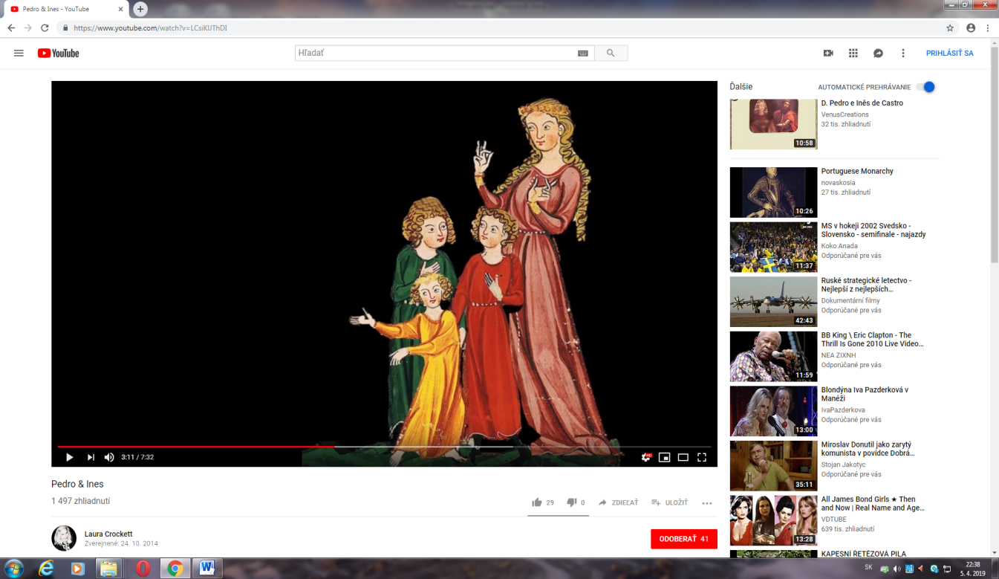 Pedro & Ines - YouTube
https://www.youtube.com/watch?v=LCsiKlJThDI
YouTube
Hľadať
PRIHLÁSIŤ SA
3:11 / 7:32
HD
Pedro & Ines
1 497 zhliadnutí
29
0
ZDIEĽAŤ
ULOŽIŤ
Laura Crockett
Zverejnené: 24. 10. 2014
ODOBERAŤ 41
Ďalšie
AUTOMATICKÉ PREHRÁVANIE
D. Pedro e Inês de Castro
VenusCreations
32 tis. zhliadnutí
10:58
Portuguese Monarchy
novaskosia
27 tis. zhliadnutí
10:26
MS v hokeji 2002 Svedsko -
Slovensko - semifinale - najazdy
Koko Anada
Odporúčané pre vás
11:37
Ruské strategické letectvo -
Nejlepší z nejlepších...
Dokumentární filmy
Odporúčané pre vás
42:43
BB King \ Eric Clapton - The
Thrill Is Gone 2010 Live Video...
NEA ZIXNH
Odporúčané pre vás
11:59
Blondýna Iva Pazderková v
Manéži
IvaPazderkova
Odporúčané pre vás
13:00
Miroslav Donutil jako zarytý
komunista v povídce Dobrá...
Stojan Jakotyc
Odporúčané pre vás
35:11
All James Bond Girls ★ Then
and Now | Real Name and Age...
VDTUBE
639 tis. zhliadnutí
13:28
KAPESNÍ ŘETĚZOVÁ PILA
SK
22:38
5. 4. 2019